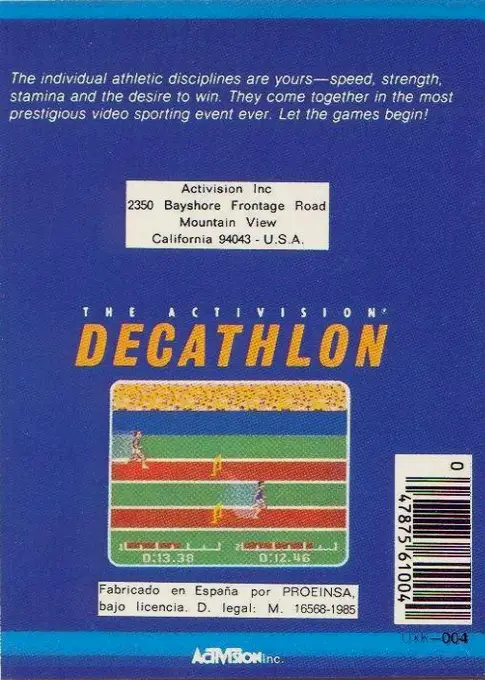 The individual athletic disciplines are yours—speed, strength,
stamina and the desire to win. They come together in the most
prestigious video sporting event ever. Let the games begin!
Activision Inc
2350 Bayshore Frontage Road
Mountain View
California 94043 - U.S.A.
THE ACTIVISION®
DECATHLON
0:13.38 0:12.46
0 47875 61004
Fabricado en España por PROEINSA,
bajo licencia. D. legal: M. 16568-1985
-004
ACTIVISION Inc.